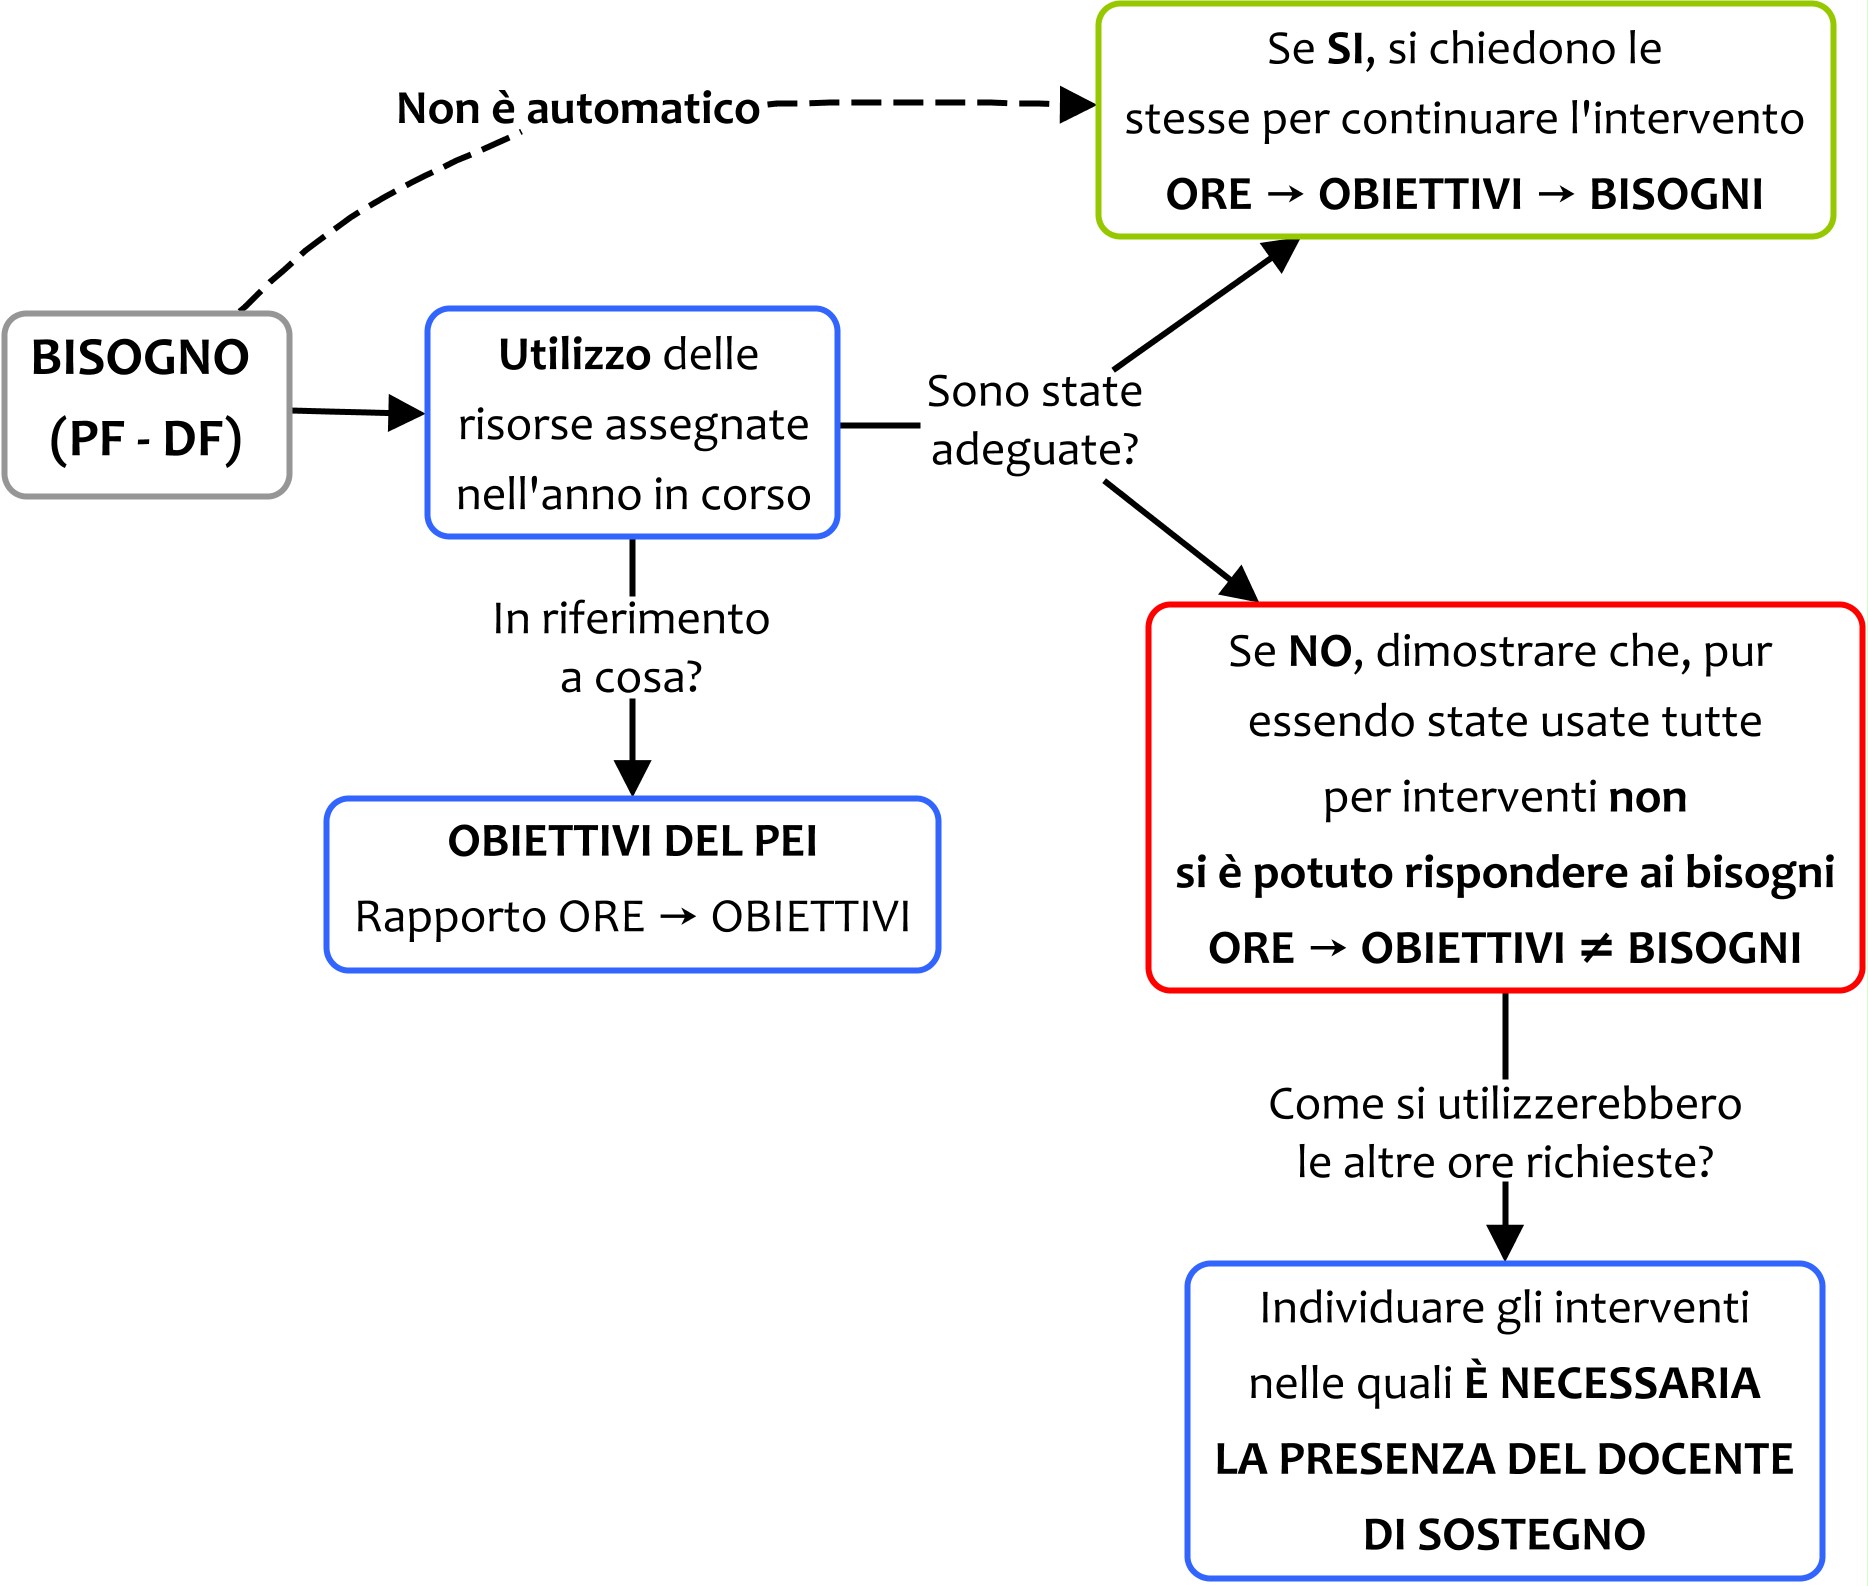 Se SI, si chiedono le
stesse per continuare l'intervento
ORE → OBIETTIVI → BISOGNI
Non è automatico
BISOGNO
(PF - DF)
Utilizzo delle
risorse assegnate
nell'anno in corso
Sono state
adeguate?
In riferimento
a cosa?
OBIETTIVI DEL PEI
Rapporto ORE → OBIETTIVI
Se NO, dimostrare che, pur
essendo state usate tutte
per interventi non
si è potuto rispondere ai bisogni
ORE → OBIETTIVI ≠ BISOGNI
Come si utilizzerebbero
le altre ore richieste?
Individuare gli interventi
nelle quali È NECESSARIA
LA PRESENZA DEL DOCENTE
DI SOSTEGNO